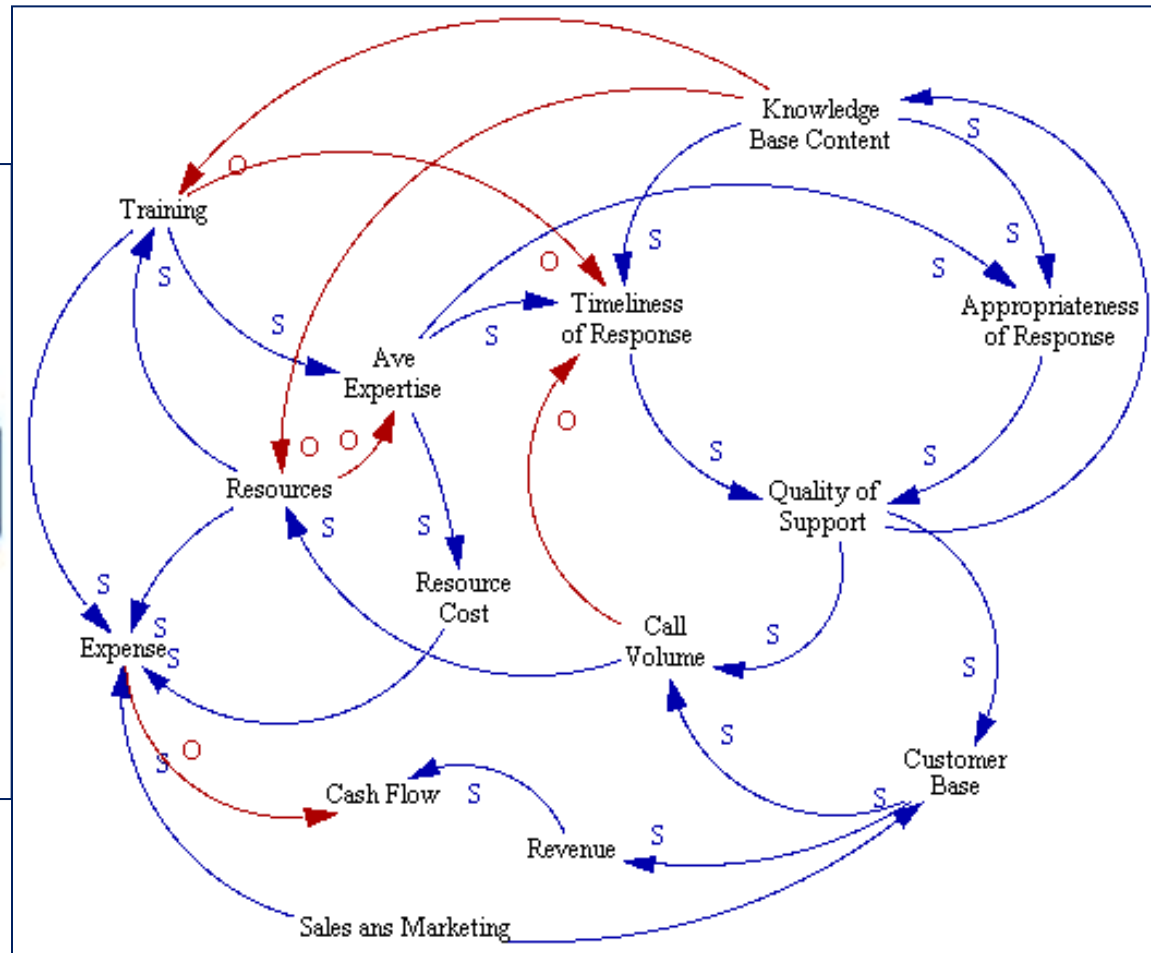 Knowledge
Base Content
S
O
Training
S
S
O
S
S
Timeliness
of Response
Appropriateness
of Response
S
S
Ave
Expertise
O
O
O
S
S
Resources
Quality of
Support
S
S
Resource
Cost
S
S
Expense
S
Call
Volume
S
S
S
O
S
Customer
Base
Cash Flow
S
S
Revenue
S
Sales ans Marketing